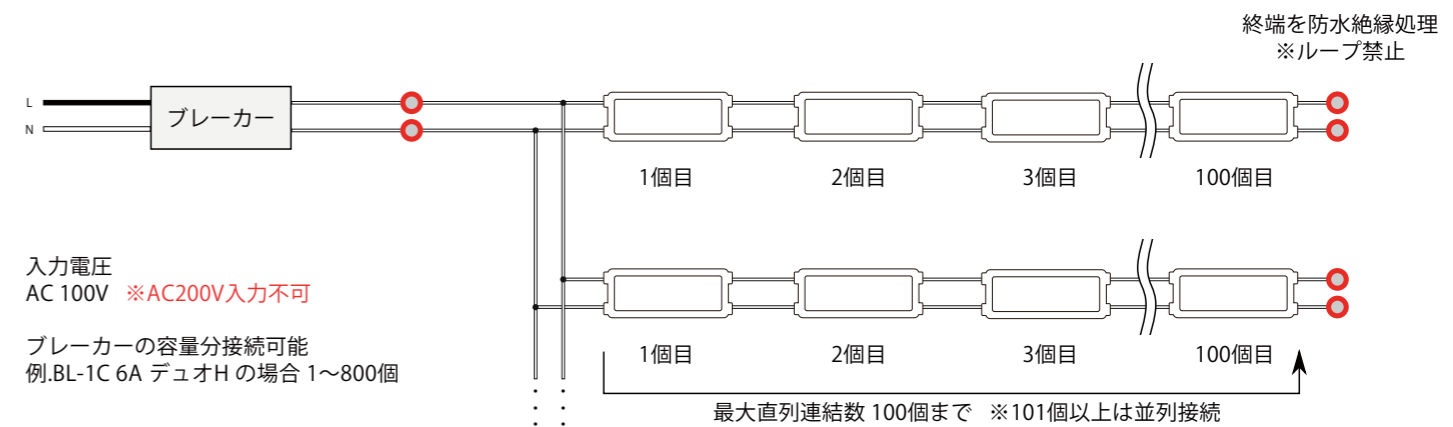 終端を防水絶縁処理
※ループ禁止
L
N
ブレーカー
1個目
2個目
3個目
100個目
入力電圧
AC 100V ※AC200V入力不可
ブレーカーの容量分接続可能
例.BL-1C 6A デュオH の場合 1〜800個
1個目
2個目
3個目
100個目
最大直列連結数 100個まで ※101個以上は並列接続